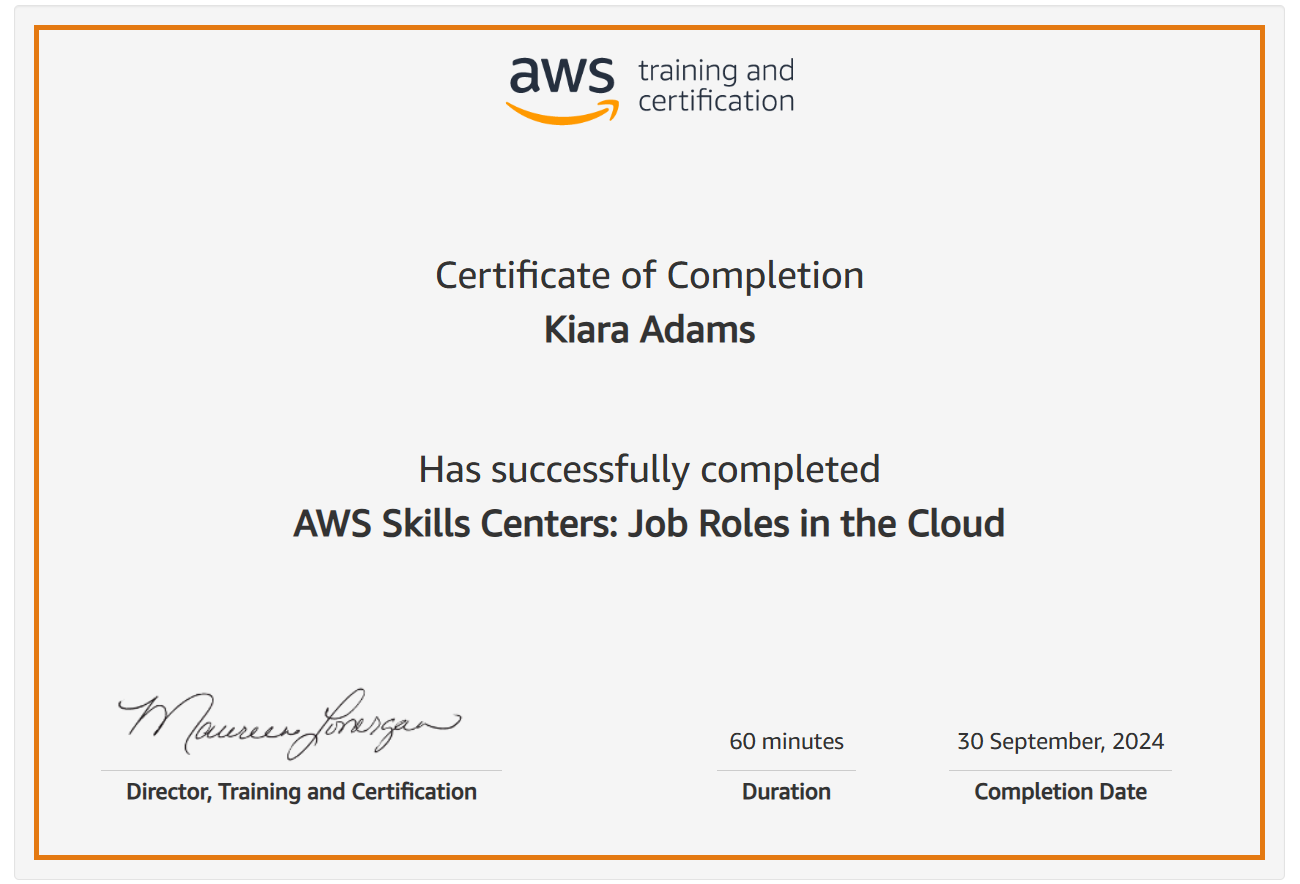 aws training and
certification
Certificate of Completion
Kiara Adams
Has successfully completed
AWS Skills Centers: Job Roles in the Cloud
Maureen Lonergan
60 minutes
30 September, 2024
Director, Training and Certification
Duration
Completion Date